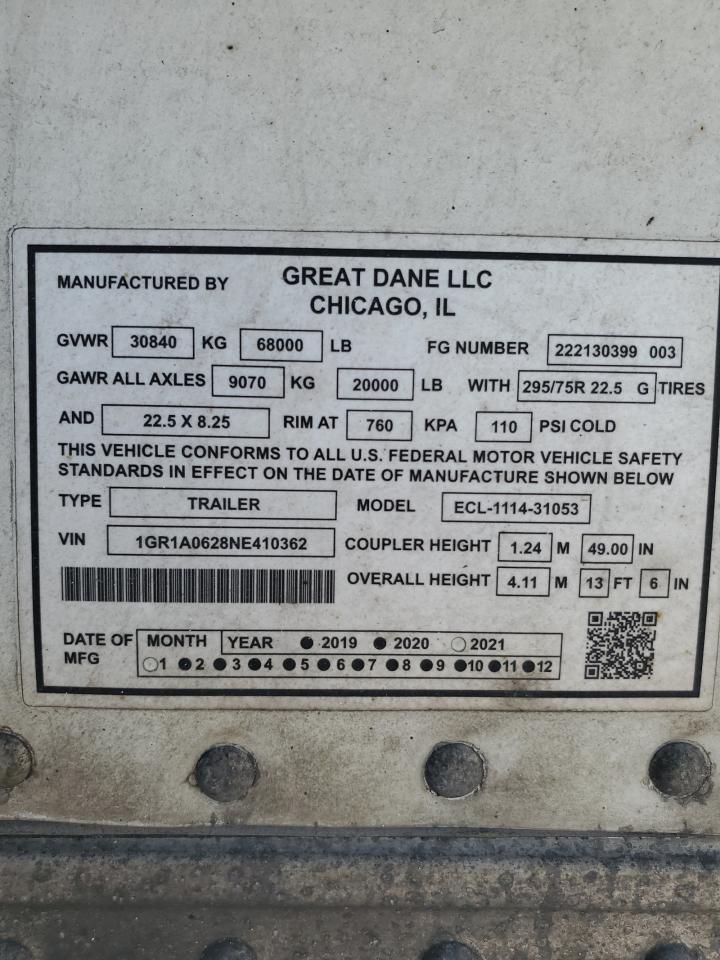 MANUFACTURED BY GREAT DANE LLC
CHICAGO, IL
GVWR 30840 KG 68000 LB FG NUMBER 222130399 003
GAWR ALL AXLES 9070 KG 20000 LB WITH 295/75R 22.5 G TIRES
AND 22.5 X 8.25 RIM AT 760 KPA 110 PSI COLD
THIS VEHICLE CONFORMS TO ALL U.S. FEDERAL MOTOR VEHICLE SAFETY
STANDARDS IN EFFECT ON THE DATE OF MANUFACTURE SHOWN BELOW
TYPE TRAILER MODEL ECL-1114-31053
VIN 1GR1A0628NE410362 COUPLER HEIGHT 1.24 M 49.00 IN
OVERALL HEIGHT 4.11 M 13 FT 6 IN
DATE OF MFG MONTH YEAR 2019 2020 2021
1 2 3 4 5 6 7 8 9 10 11 12